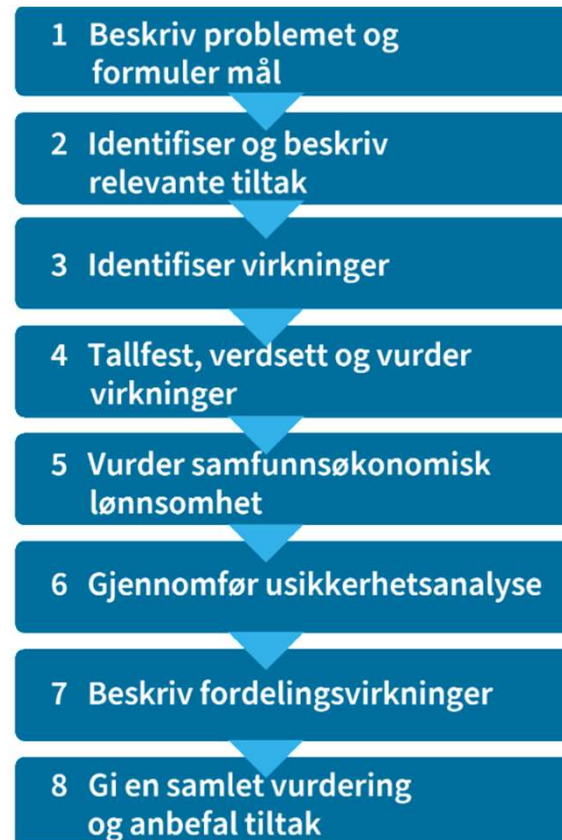 1 Beskriv problemet og
formuler mål
2 Identifiser og beskriv
relevante tiltak
3 Identifiser virkninger
4 Tallfest, verdsett og vurder
virkninger
5 Vurder samfunnsøkonomisk
lønnsomhet
6 Gjennomfør usikkerhetsanalyse
7 Beskriv fordelingsvirkninger
8 Gi en samlet vurdering
og anbefal tiltak